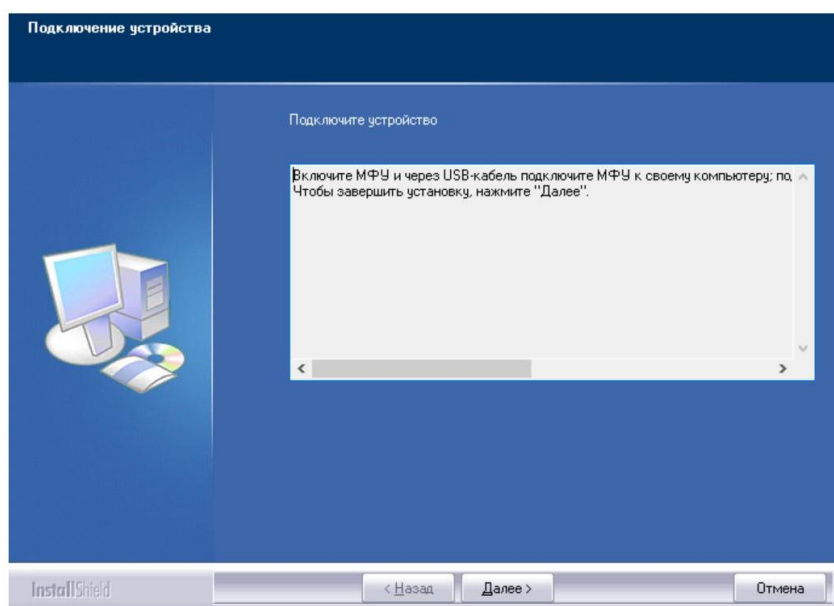 Подключение устройства
Подключите устройство
Включите МФУ и через USB-кабель подключите МФУ к своему компьютеру;
Чтобы завершить установку, нажмите "Далее".
InstallShield
< Назад
Далее >
Отмена